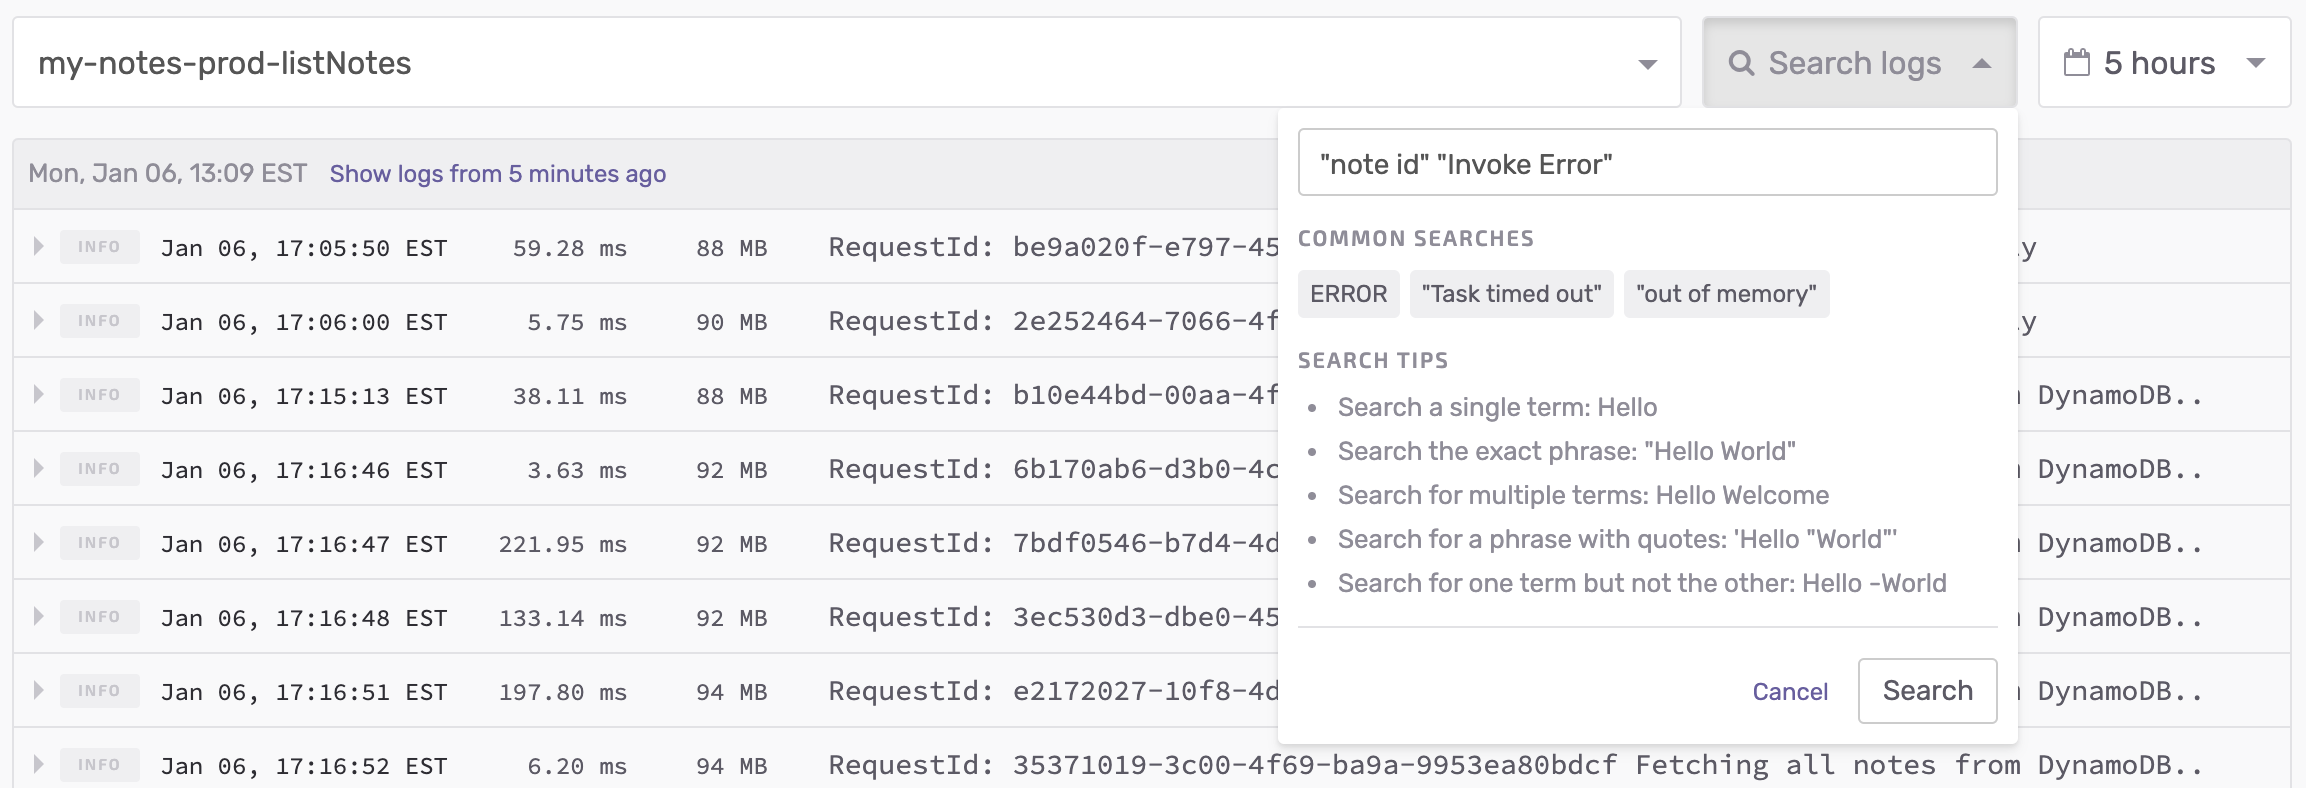 my-notes-prod-listNotes
Search logs
5 hours
Mon, Jan 06, 13:09 EST Show logs from 5 minutes ago
"note id" "Invoke Error"
COMMON SEARCHES
ERROR "Task timed out" "out of memory"
SEARCH TIPS
• Search a single term: Hello
• Search the exact phrase: "Hello World"
• Search for multiple terms: Hello Welcome
• Search for a phrase with quotes: 'Hello "World"'
• Search for one term but not the other: Hello -World
Cancel Search
INFO Jan 06, 17:05:50 EST 59.28 ms 88 MB RequestId: be9a020f-e797-45
INFO Jan 06, 17:06:00 EST 5.75 ms 90 MB RequestId: 2e252464-7066-4f
INFO Jan 06, 17:15:13 EST 38.11 ms 88 MB RequestId: b10e44bd-00aa-4f DynamoDB..
INFO Jan 06, 17:16:46 EST 3.63 ms 92 MB RequestId: 6b170ab6-d3b0-4c DynamoDB..
INFO Jan 06, 17:16:47 EST 221.95 ms 92 MB RequestId: 7bdf0546-b7d4-4d DynamoDB..
INFO Jan 06, 17:16:48 EST 133.14 ms 92 MB RequestId: 3ec530d3-dbe0-45 DynamoDB..
INFO Jan 06, 17:16:51 EST 197.80 ms 94 MB RequestId: e2172027-10f8-4d DynamoDB..
INFO Jan 06, 17:16:52 EST 6.20 ms 94 MB RequestId: 35371019-3c00-4f69-ba9a-9953ea80bdcf Fetching all notes from DynamoDB..